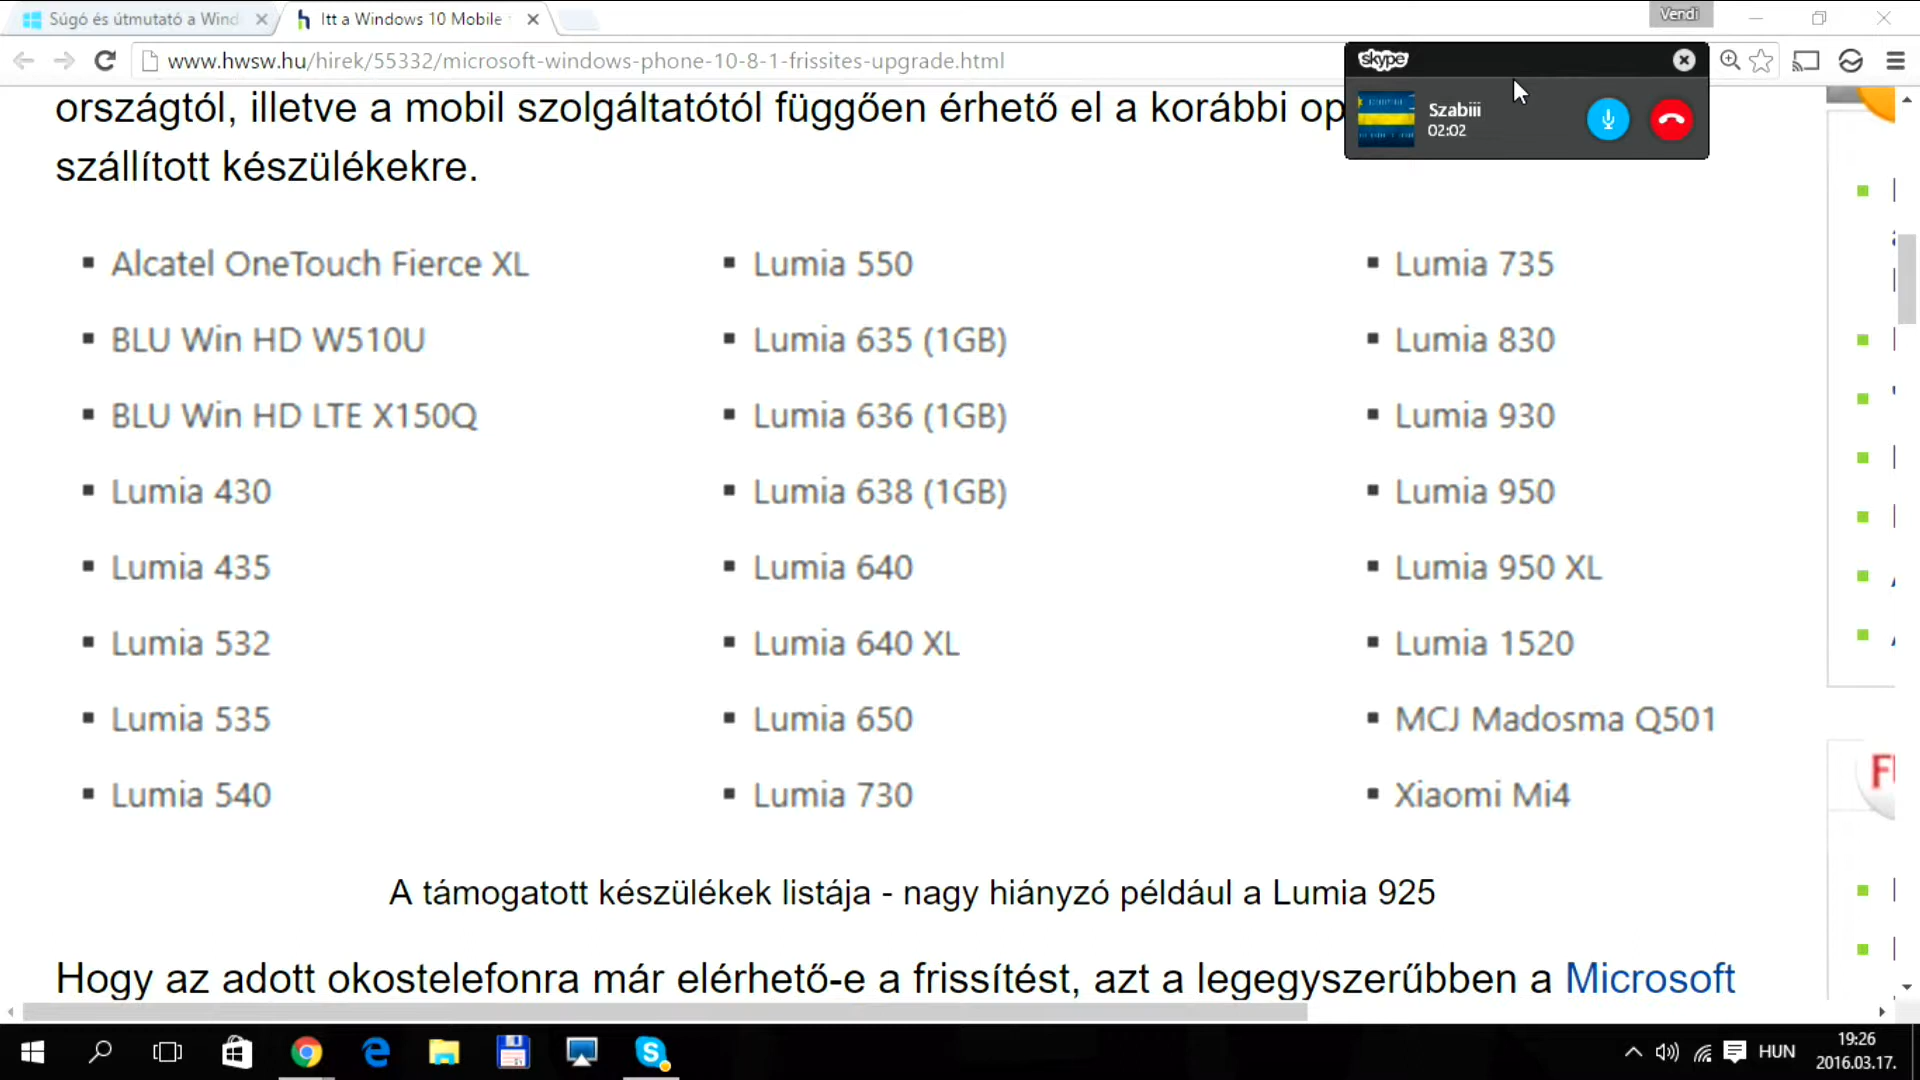 Súgó és útmutató a Wind
Itt a Windows 10 Mobile
Vendi
www.hwsw.hu/hirek/55332/microsoft-windows-phone-10-8-1-frissites-upgrade.html
skype
Szabiii
02:02
országtól, illetve a mobil szolgáltatótól függően érhető el a korábbi op
szállított készülékekre.
Alcatel OneTouch Fierce XL
BLU Win HD W510U
BLU Win HD LTE X150Q
Lumia 430
Lumia 435
Lumia 532
Lumia 535
Lumia 540
Lumia 550
Lumia 635 (1GB)
Lumia 636 (1GB)
Lumia 638 (1GB)
Lumia 640
Lumia 640 XL
Lumia 650
Lumia 730
Lumia 735
Lumia 830
Lumia 930
Lumia 950
Lumia 950 XL
Lumia 1520
MCJ Madosma Q501
Xiaomi Mi4
A támogatott készülékek listája - nagy hiányzó például a Lumia 925
Hogy az adott okostelefonra már elérhető-e a frissítést, azt a legegyszerűbben a Microsoft
HUN
19:26
2016.03.17.